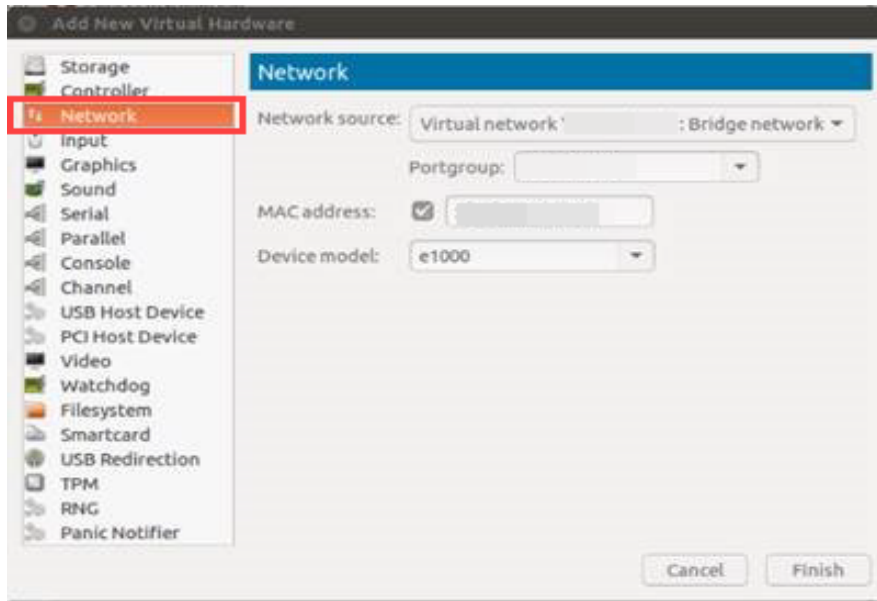 Add New Virtual Hardware
Storage
Controller
Network
Input
Graphics
Sound
Serial
Parallel
Console
Channel
USB Host Device
PCI Host Device
Video
Watchdog
Filesystem
Smartcard
USB Redirection
TPM
RNG
Panic Notifier
Network
Network source: Virtual network ' : Bridge network
Portgroup:
MAC address:
Device model: e1000
Cancel Finish